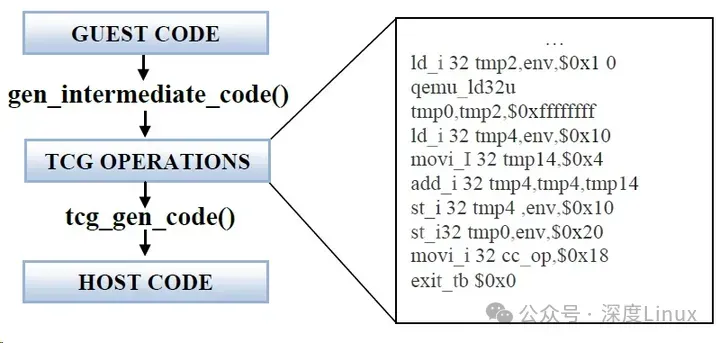 GUEST CODE
gen_intermediate_code()
TCG OPERATIONS
tcg_gen_code()
HOST CODE
...
ld_i 32 tmp2,env,$0x1 0
qemu_ld32u
tmp0,tmp2,$0xffffffff
ld_i 32 tmp4,env,$0x10
movi_I 32 tmp14,$0x4
add_i 32 tmp4,tmp4,tmp14
st_i 32 tmp4 ,env,$0x10
st_i32 tmp0,env,$0x20
movi_i 32 cc_op,$0x18
exit_tb $0x0
公众号 · 深度Linux